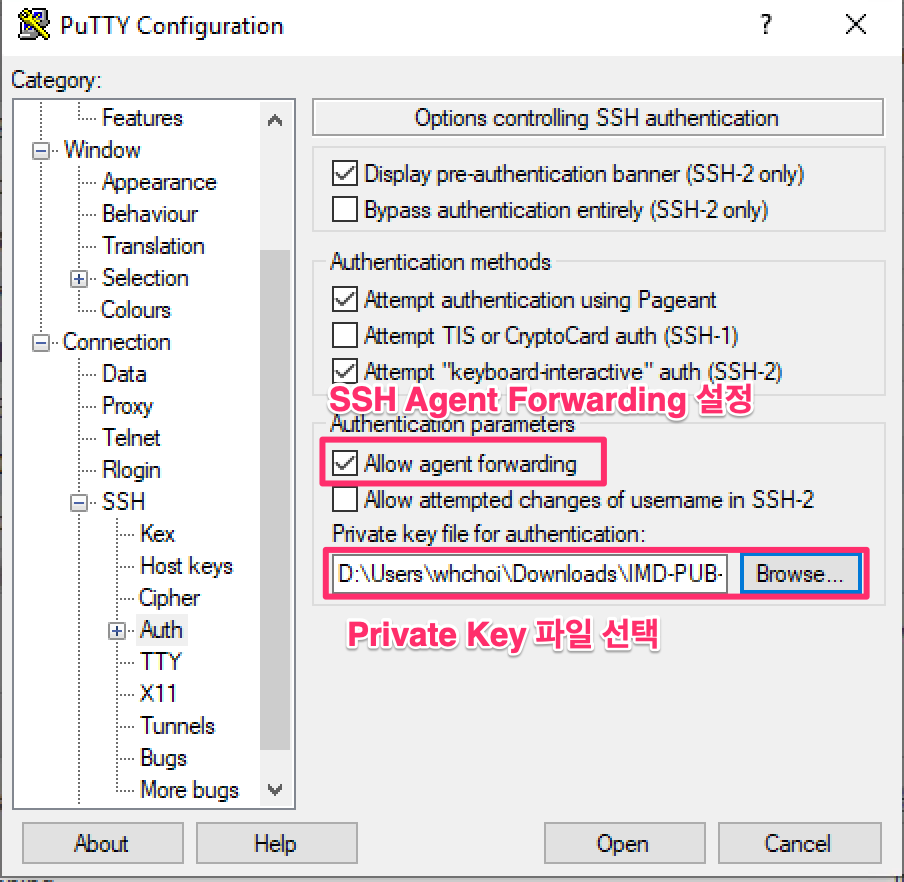 PuTTY Configuration
?
Category:
Features
Window
Appearance
Behaviour
Translation
Selection
Colours
Connection
Data
Proxy
Telnet
Rlogin
SSH
Kex
Host keys
Cipher
Auth
TTY
X11
Tunnels
Bugs
More bugs
Options controlling SSH authentication
Display pre-authentication banner (SSH-2 only)
Bypass authentication entirely (SSH-2 only)
Authentication methods
Attempt authentication using Pageant
Attempt TIS or CryptoCard auth (SSH-1)
Attempt "keyboard-interactive" auth (SSH-2)
SSH Agent Forwarding 설정
Authentication parameters
Allow agent forwarding
Allow attempted changes of username in SSH-2
Private key file for authentication:
D:\Users\whchoi\Downloads\IMD-PUB-
Browse...
Private Key 파일 선택
About
Help
Open
Cancel